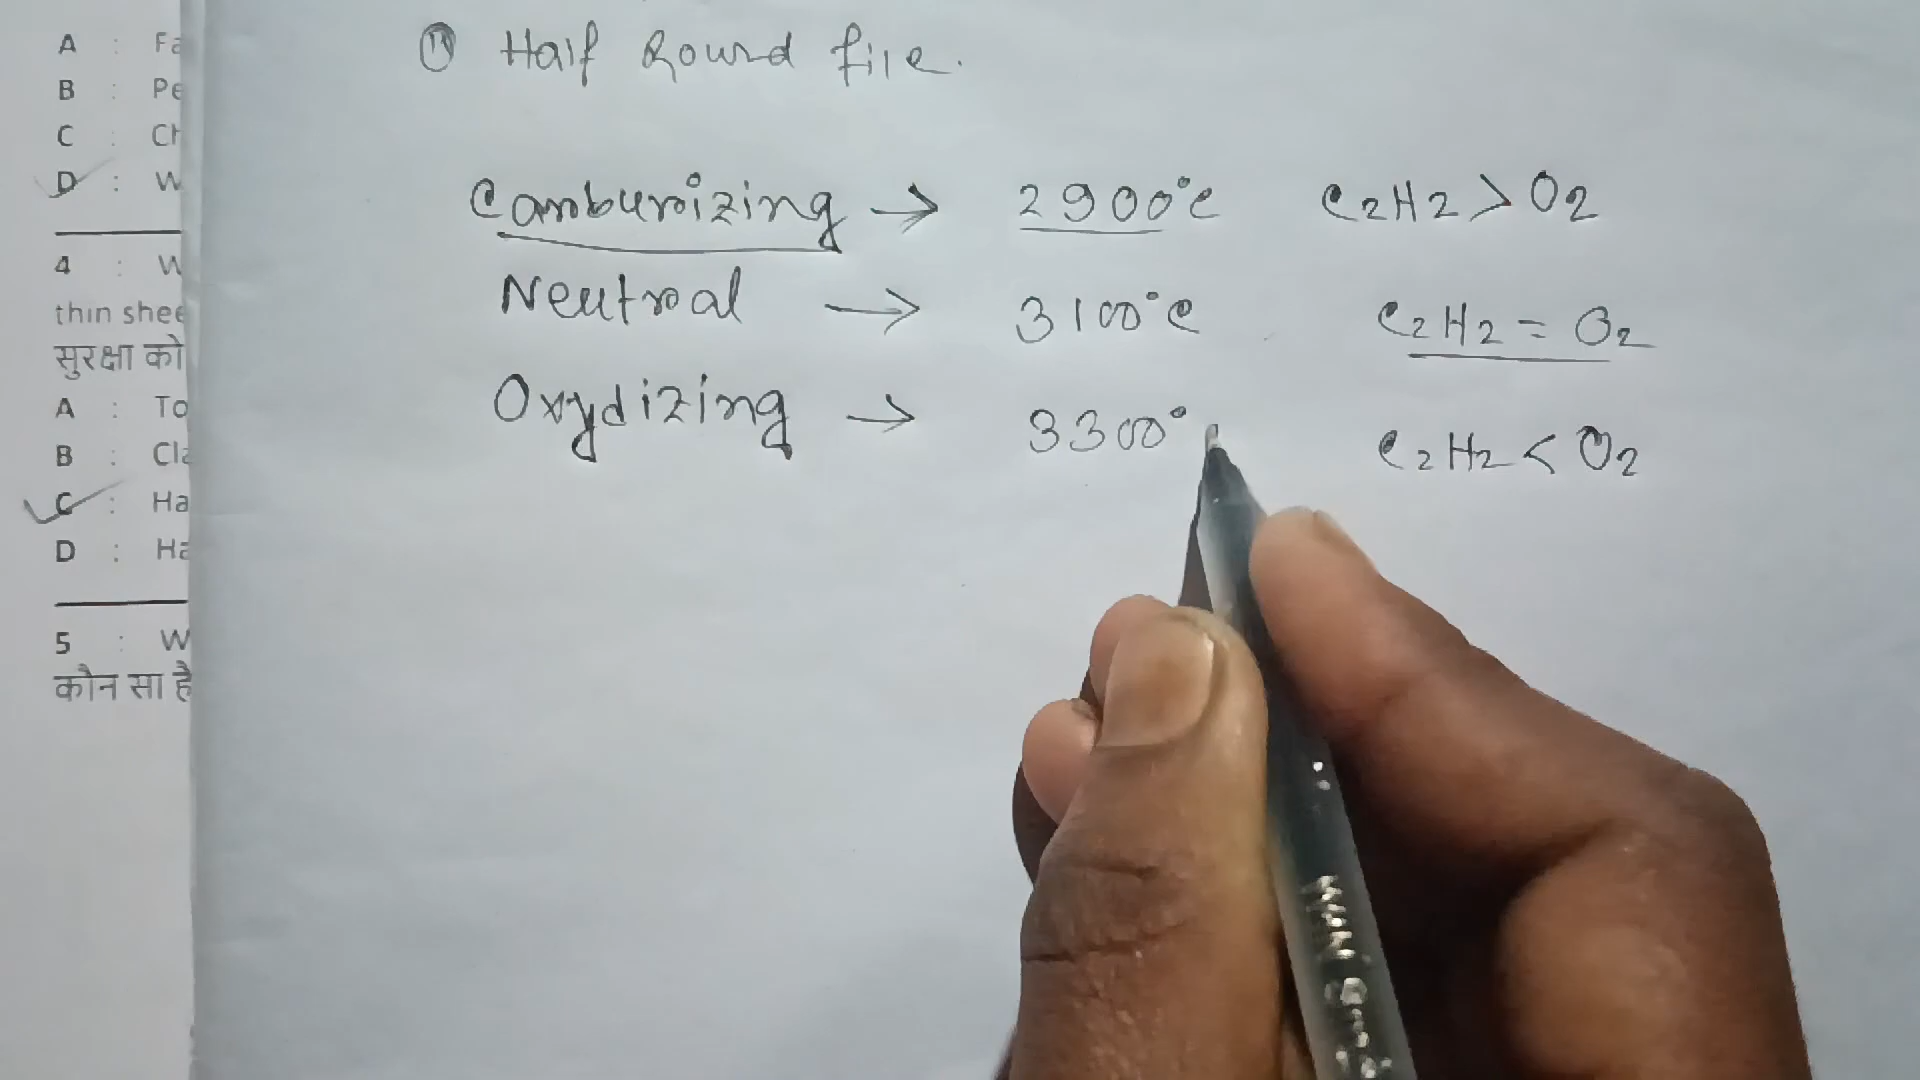 A : Fa
B : Pe
C : Ch
D : W
4 : W
thin shee
सुरक्षा को
A : To
B : Cla
C : Ha
D : Ha
5 : W
कौन सा है
Half Round file.
Carburizing → 2900°C C2H2 > O2
Neutral → 3100°C C2H2 = O2
Oxydizing → 3300° C2H2 < O2